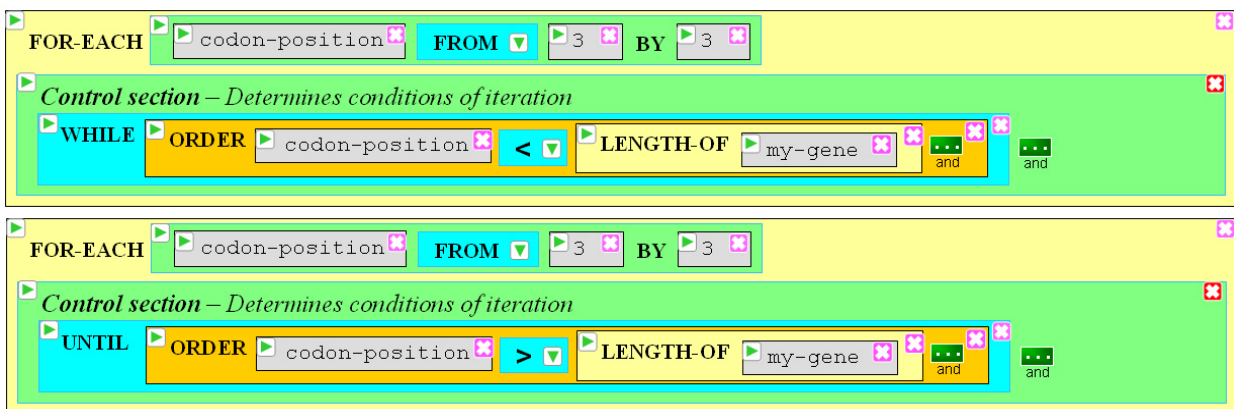 FOR-EACH codon-position FROM 3 BY 3
Control section – Determines conditions of iteration
WHILE ORDER codon-position < LENGTH-OF my-gene ... and ... and
FOR-EACH codon-position FROM 3 BY 3
Control section – Determines conditions of iteration
UNTIL ORDER codon-position > LENGTH-OF my-gene ... and ... and